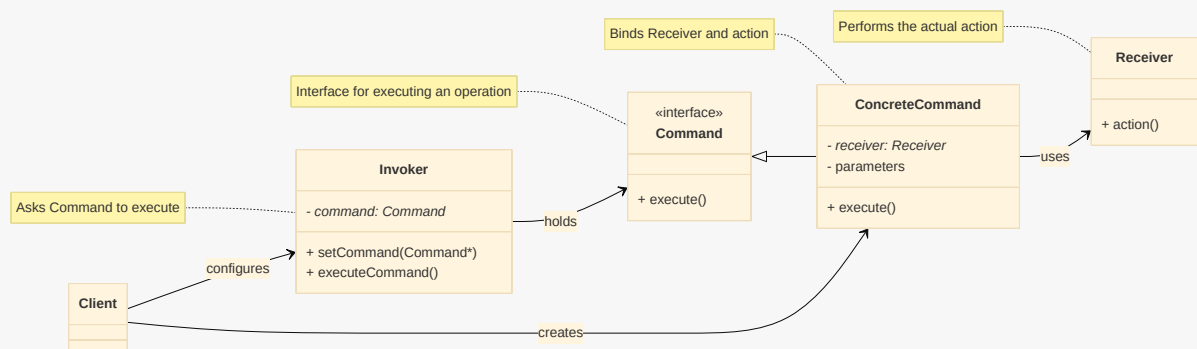 Performs the actual action
Binds Receiver and action
Receiver
+ action()
Interface for executing an operation
«interface»
Command
+ execute()
ConcreteCommand
- receiver: Receiver
- parameters
+ execute()
uses
Invoker
- command: Command
+ setCommand(Command*)
+ executeCommand()
holds
Asks Command to execute
configures
Client
creates